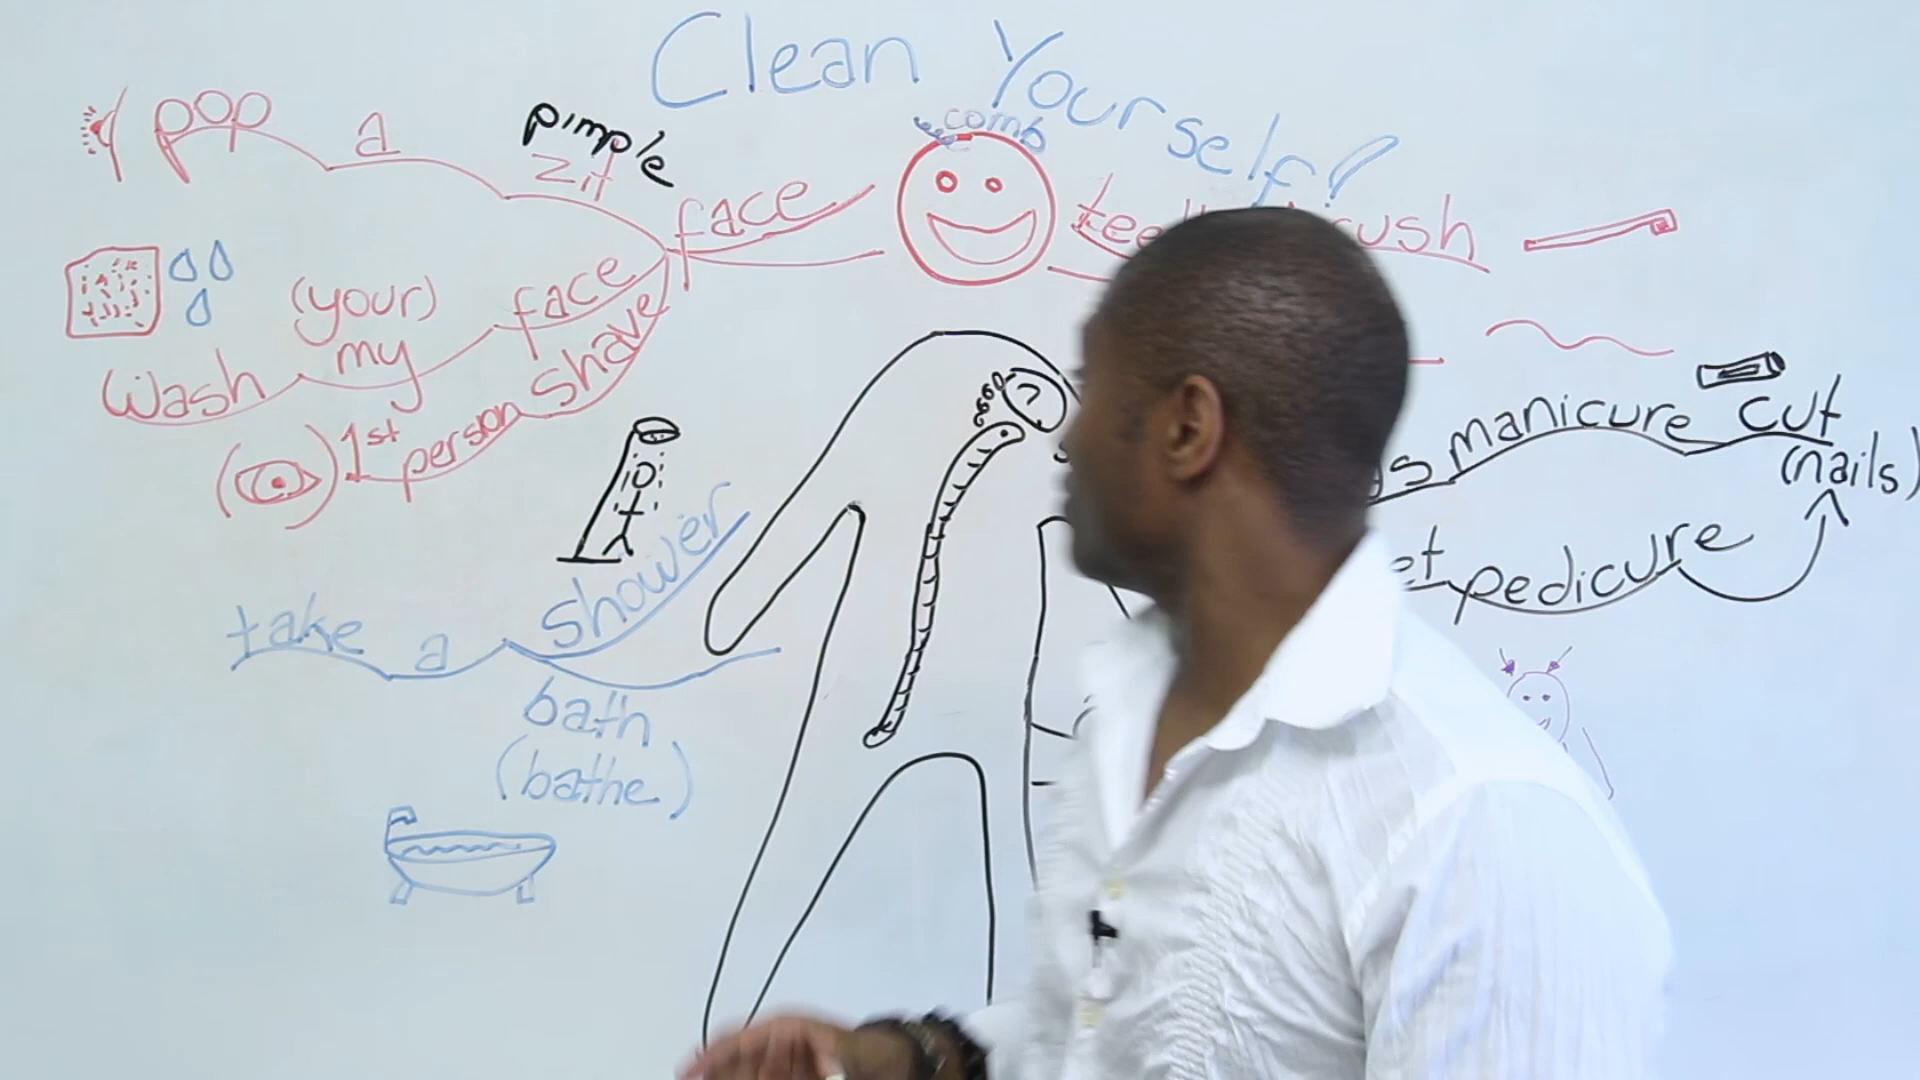 Clean Yourself!
comb
pop a zit
pimple
face
(your)
wash my face
1st person shave
brush
manicure cut
(nails)
pedicure
take a shower
bath
(bathe)